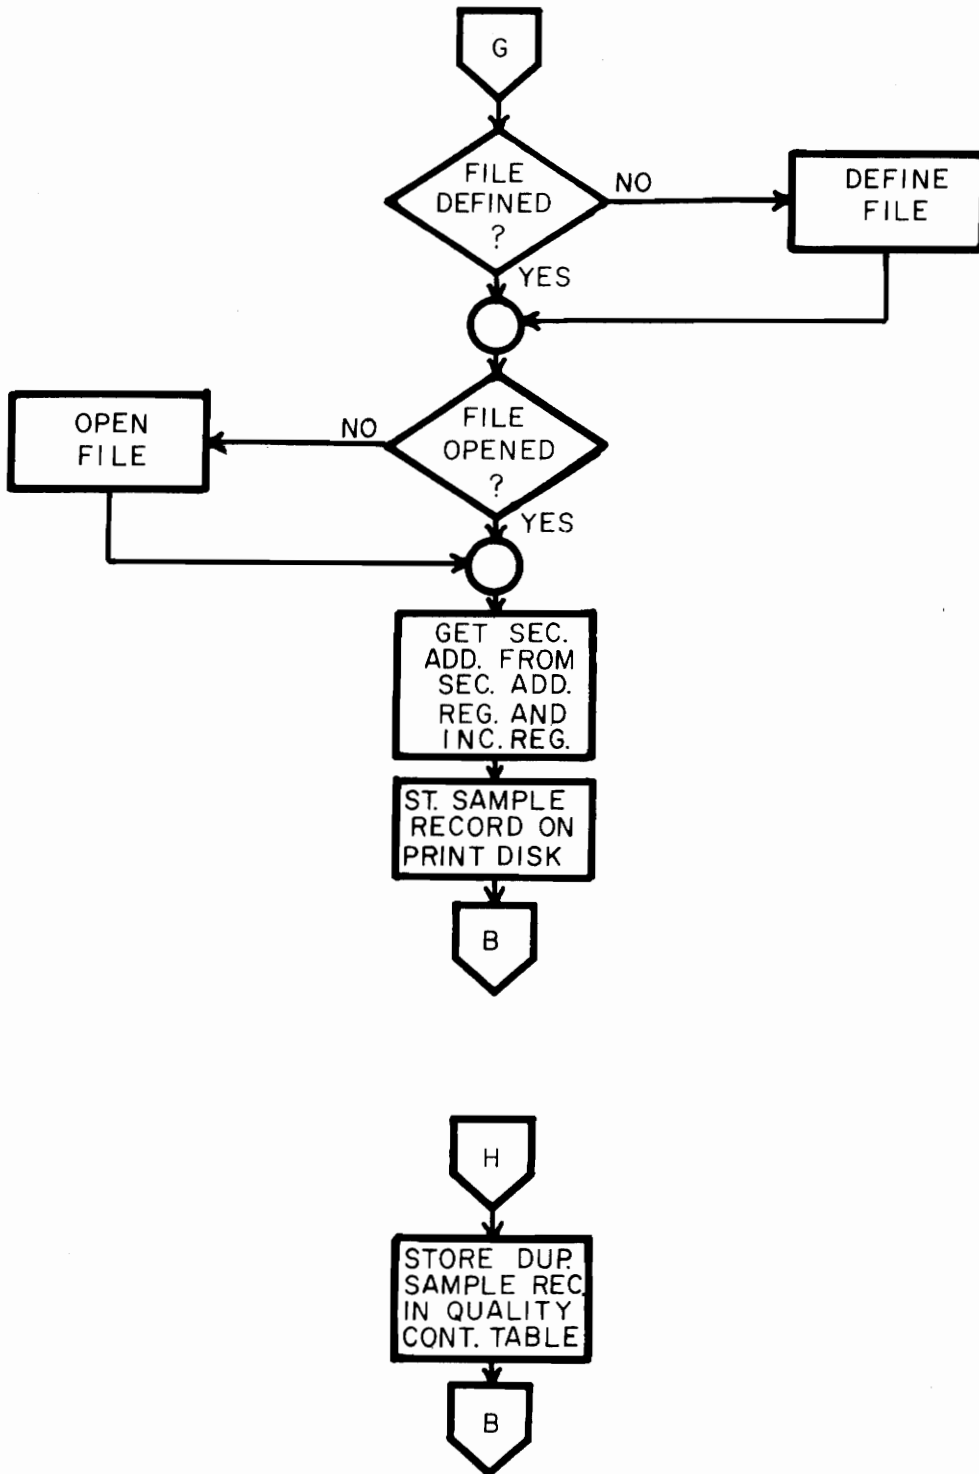 G
FILE
DEFINED
?
NO
DEFINE
FILE
YES
FILE
OPENED
?
NO
OPEN
FILE
YES
GET SEC.
ADD. FROM
SEC. ADD.
REG. AND
INC. REG.
ST. SAMPLE
RECORD ON
PRINT DISK
B
H
STORE DUP.
SAMPLE REC.
IN QUALITY
CONT. TABLE
B